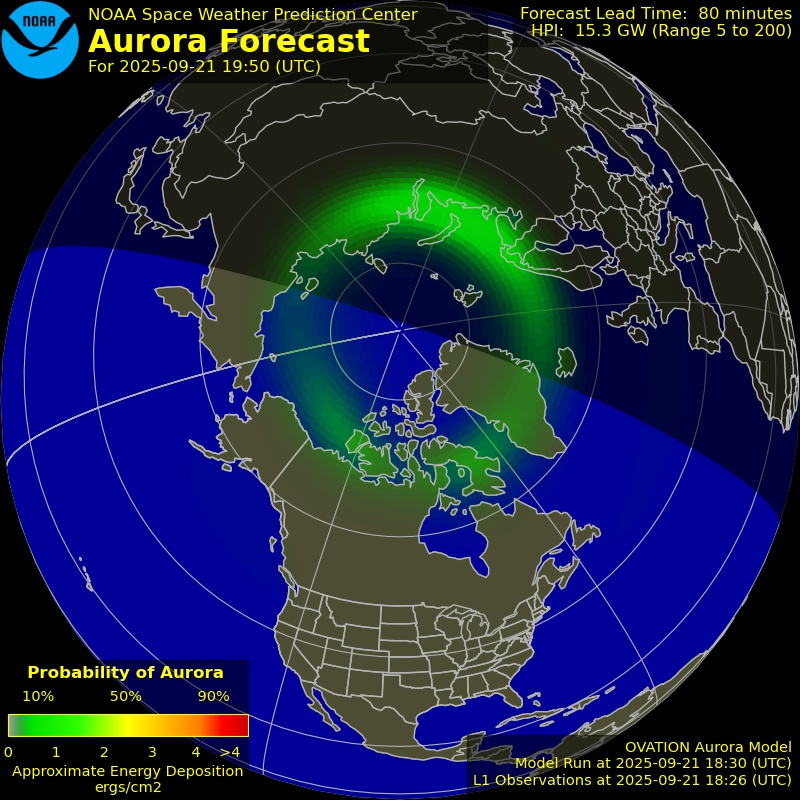 NOAA
NOAA Space Weather Prediction Center
Aurora Forecast
For 2025-09-21 19:50 (UTC)
Forecast Lead Time: 80 minutes
HPI: 15.3 GW (Range 5 to 200)
Probability of Aurora
10% 50% 90%
0 1 2 3 4 >4
Approximate Energy Deposition
ergs/cm2
OVATION Aurora Model
Model Run at 2025-09-21 18:30 (UTC)
L1 Observations at 2025-09-21 18:26 (UTC)